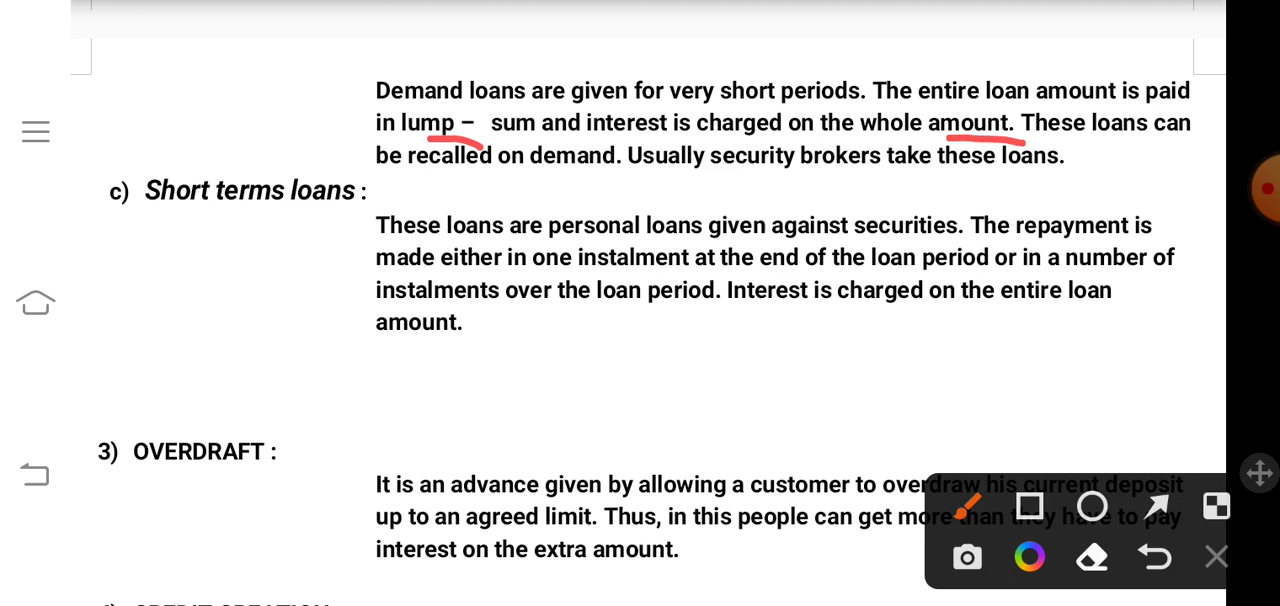 Demand loans are given for very short periods. The entire loan amount is paid
in lump – sum and interest is charged on the whole amount. These loans can
be recalled on demand. Usually security brokers take these loans.
c) Short terms loans :
These loans are personal loans given against securities. The repayment is
made either in one instalment at the end of the loan period or in a number of
instalments over the loan period. Interest is charged on the entire loan
amount.
3) OVERDRAFT :
It is an advance given by allowing a customer to overdraw his current deposit
up to an agreed limit. Thus, in this people can get more than they have to pay
interest on the extra amount.